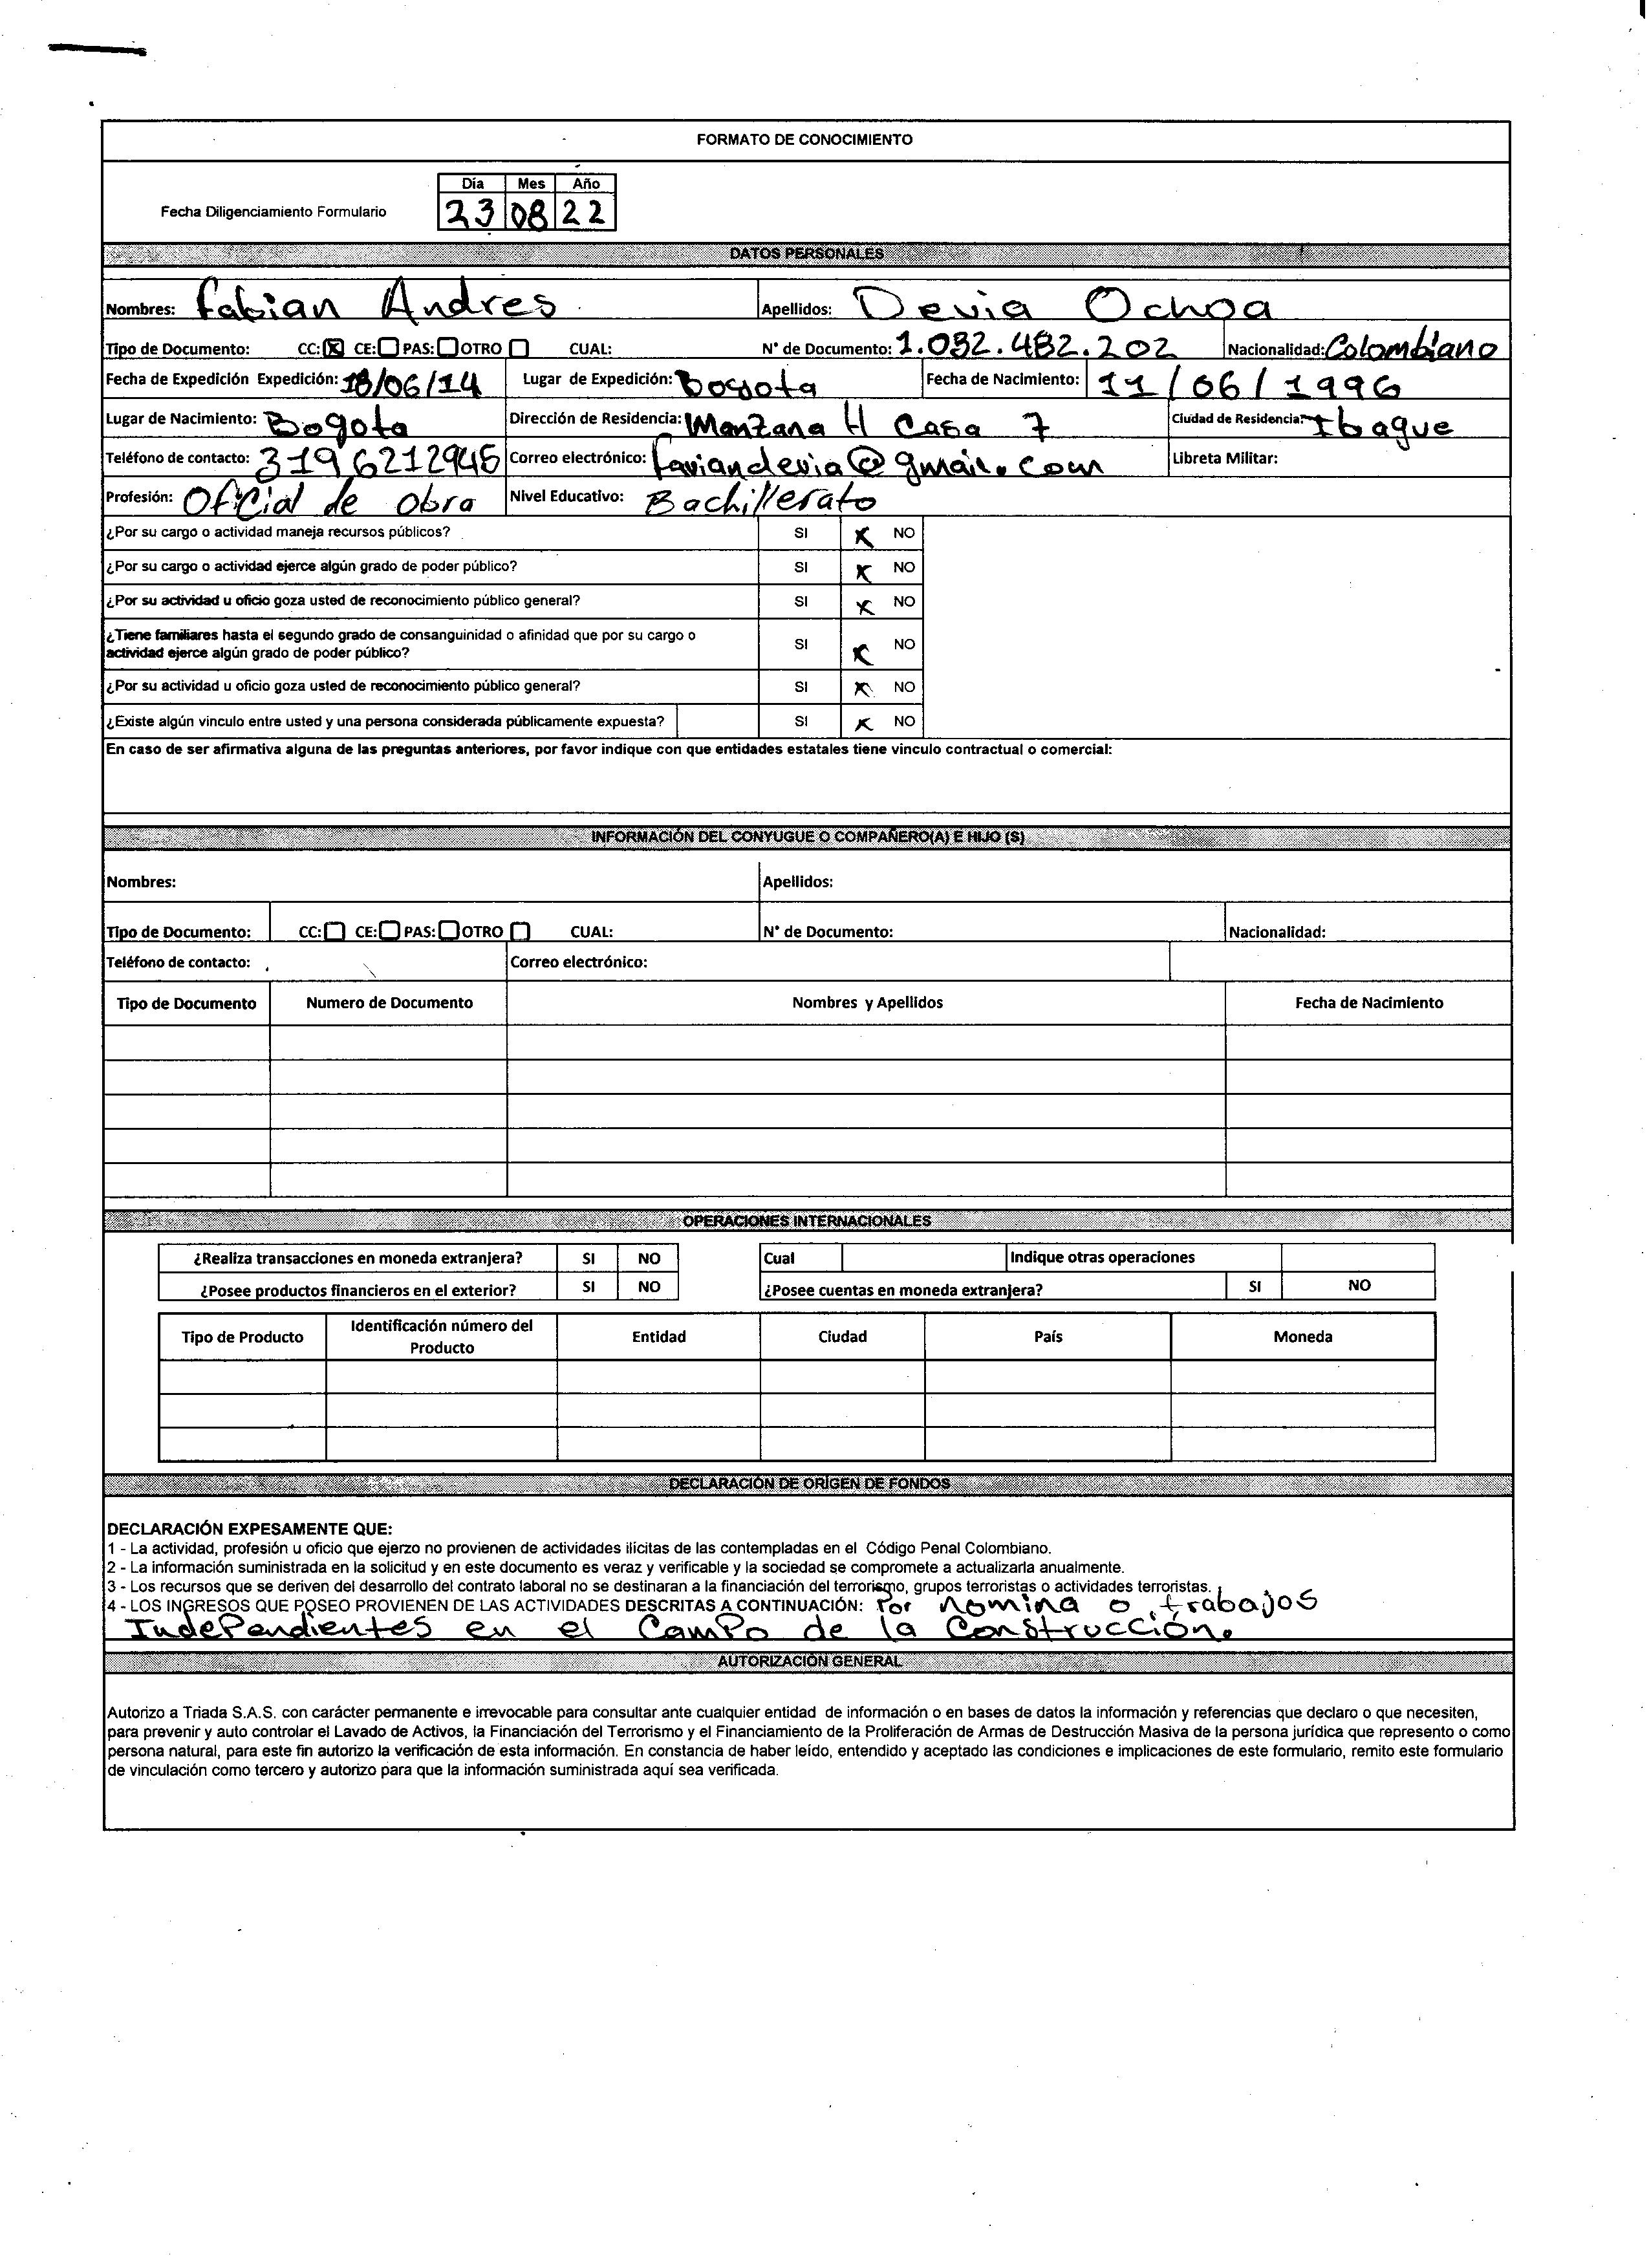 FORMATO DE CONOCIMIENTO
Día Mes Año
Fecha Diligenciamiento Formulario 23 08 22
DATOS PERSONALES
Nombres: Fabian Andres Apellidos: Devia Ochoa
Tipo de Documento: CC: X CE: PAS: OTRO CUAL: N° de Documento: 1.032.482.202 Nacionalidad: Colombiano
Fecha de Expedición Expedición: 18/06/14 Lugar de Expedición: Bogota Fecha de Nacimiento: 11/06/1996
Lugar de Nacimiento: Bogota Dirección de Residencia: Manzana H Casa 7 Ciudad de Residencia: Ibague
Teléfono de contacto: 3196212945 Correo electrónico: faviandevia@gmail.com Libreta Militar:
Profesión: Oficial de obra Nivel Educativo: Bachillerato
¿Por su cargo o actividad maneja recursos públicos? SI X NO
¿Por su cargo o actividad ejerce algún grado de poder público? SI X NO
¿Por su actividad u oficio goza usted de reconocimiento público general? SI X NO
¿Tiene familiares hasta el segundo grado de consanguinidad o afinidad que por su cargo o
actividad ejerce algún grado de poder público? SI X NO
¿Por su actividad u oficio goza usted de reconocimiento público general? SI X NO
¿Existe algún vinculo entre usted y una persona considerada públicamente expuesta? SI X NO
En caso de ser afirmativa alguna de las preguntas anteriores, por favor indique con que entidades estatales tiene vinculo contractual o comercial:
INFORMACIÓN DEL CONYUGUE O COMPAÑERO(A) E HIJO (S)
Nombres: Apellidos:
Tipo de Documento: CC: CE: PAS: OTRO CUAL: N° de Documento: Nacionalidad:
Teléfono de contacto: Correo electrónico:
Tipo de Documento Numero de Documento Nombres y Apellidos Fecha de Nacimiento
OPERACIONES INTERNACIONALES
¿Realiza transacciones en moneda extranjera? SI NO Cual Indique otras operaciones
¿Posee productos financieros en el exterior? SI NO ¿Posee cuentas en moneda extranjera? SI NO
Tipo de Producto Identificación número del Producto Entidad Ciudad País Moneda
DECLARACIÓN DE ORÍGEN DE FONDOS
DECLARACIÓN EXPESAMENTE QUE:
1 - La actividad, profesión u oficio que ejerzo no provienen de actividades ilícitas de las contempladas en el Código Penal Colombiano.
2 - La información suministrada en la solicitud y en este documento es veraz y verificable y la sociedad se compromete a actualizarla anualmente.
3 - Los recursos que se deriven del desarrollo del contrato laboral no se destinaran a la financiación del terrorismo, grupos terroristas o actividades terroristas.
4 - LOS INGRESOS QUE POSEO PROVIENEN DE LAS ACTIVIDADES DESCRITAS A CONTINUACIÓN: Por nomina o trabajos
IndePendientes en el CamPo de la Construcción.
AUTORIZACIÓN GENERAL
Autorizo a Triada S.A.S. con carácter permanente e irrevocable para consultar ante cualquier entidad de información o en bases de datos la información y referencias que declaro o que necesiten,
para prevenir y auto controlar el Lavado de Activos, la Financiación del Terrorismo y el Financiamiento de la Proliferación de Armas de Destrucción Masiva de la persona jurídica que represento o como
persona natural, para este fin autorizo la verificación de esta información. En constancia de haber leído, entendido y aceptado las condiciones e implicaciones de este formulario, remito este formulario
de vinculación como tercero y autorizo para que la información suministrada aquí sea verificada.